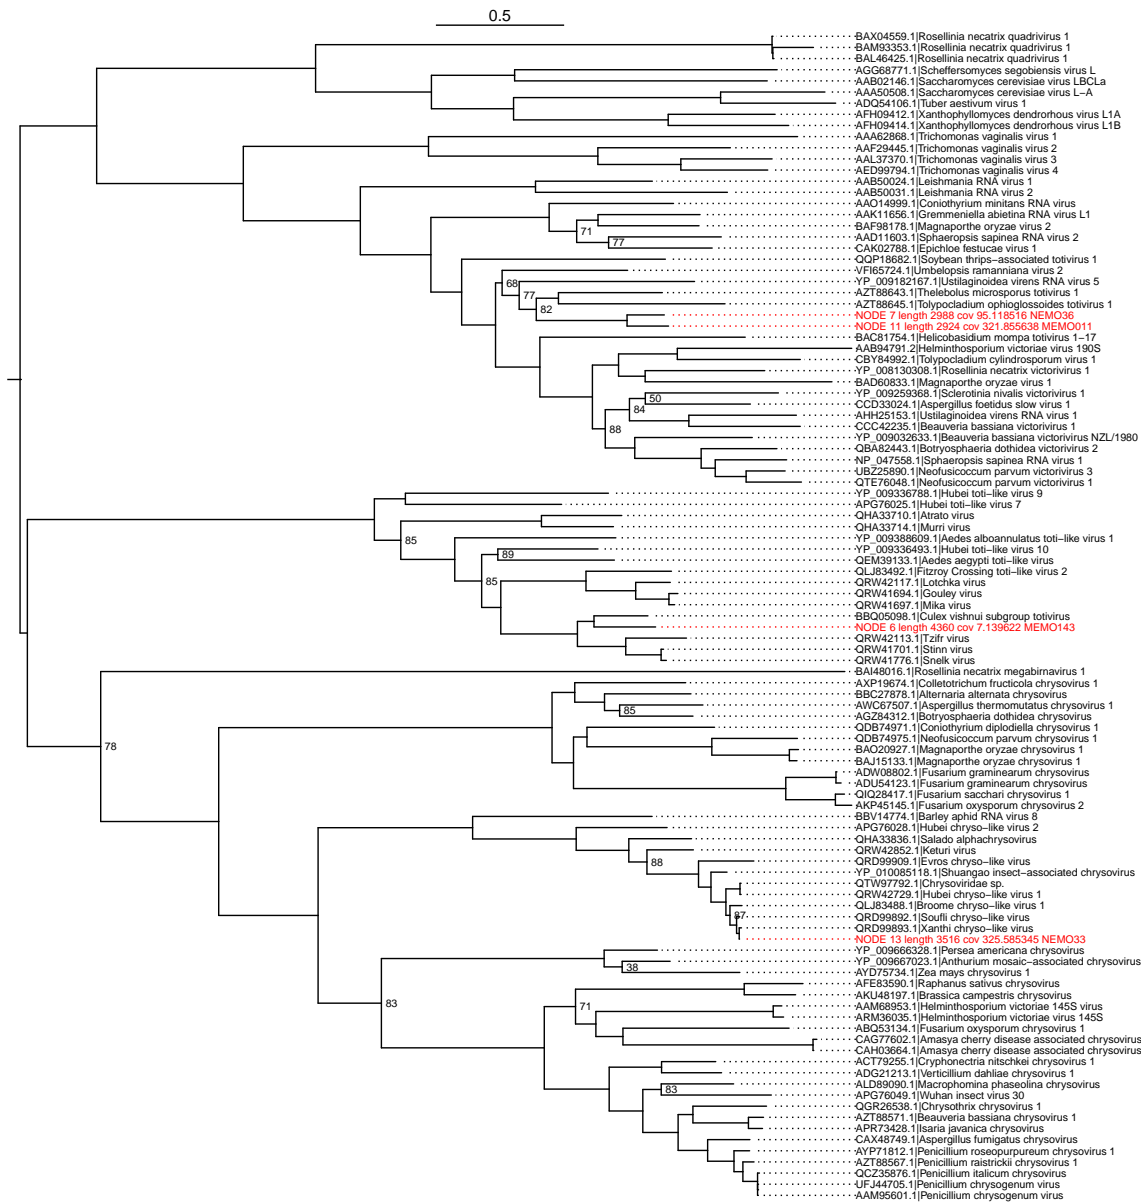 0.5
BAX04559.1|Rosellinia necatrix quadrivirus 1
BAM93353.1|Rosellinia necatrix quadrivirus 1
BAL46425.1|Rosellinia necatrix quadrivirus 1
AGG68771.1|Scheffersomyces segobiensis virus L
AAB02146.1|Saccharomyces cerevisiae virus LBCLa
AAA50508.1|Saccharomyces cerevisiae virus L−A
ADQ54106.1|Tuber aestivum virus 1
AFH09412.1|Xanthophyllomyces dendrorhous virus L1A
AFH09414.1|Xanthophyllomyces dendrorhous virus L1B
AAA62868.1|Trichomonas vaginalis virus 1
AAF29445.1|Trichomonas vaginalis virus 2
AAL37370.1|Trichomonas vaginalis virus 3
AED99794.1|Trichomonas vaginalis virus 4
AAB50024.1|Leishmania RNA virus 1
AAB50031.1|Leishmania RNA virus 2
AAO14999.1|Coniothyrium minitans RNA virus
AAK11656.1|Gremmeniella abietina RNA virus L1
BAF98178.1|Magnaporthe oryzae virus 2
71
AAD11603.1|Sphaeropsis sapinea RNA virus 2
77
CAK02788.1|Epichloe festucae virus 1
QQP18682.1|Soybean thrips−associated totivirus 1
VFI65724.1|Umbelopsis ramanniana virus 2
68
YP_009182167.1|Ustilaginoidea virens RNA virus 5
77
AZT88643.1|Thelebolus microsporus totivirus 1
AZT88645.1|Tolypocladium ophioglossoides totivirus 1
82
NODE 7 length 2988 cov 95.118516 NEMO36
NODE 11 length 2924 cov 321.855638 MEMO011
BAC81754.1|Helicobasidium mompa totivirus 1−17
AAB94791.2|Helminthosporium victoriae virus 190S
CBY84992.1|Tolypocladium cylindrosporum virus 1
YP_008130308.1|Rosellinia necatrix victorivirus 1
BAD60833.1|Magnaporthe oryzae virus 1
YP_009259368.1|Sclerotinia nivalis victorivirus 1
50
CCD33024.1|Aspergillus foetidus slow virus 1
84
AHH25153.1|Ustilaginoidea virens RNA virus 1
CCC42235.1|Beauveria bassiana victorivirus 1
88
YP_009032633.1|Beauveria bassiana victorivirus NZL/1980
QBA82443.1|Botryosphaeria dothidea victorivirus 2
NP_047558.1|Sphaeropsis sapinea RNA virus 1
UBZ25890.1|Neofusicoccum parvum victorivirus 3
QTE76048.1|Neofusicoccum parvum victorivirus 1
YP_009336788.1|Hubei toti−like virus 9
APG76025.1|Hubei toti−like virus 7
QHA33710.1|Atrato virus
QHA33714.1|Murri virus
85
YP_009388609.1|Aedes alboannulatus toti−like virus 1
YP_009336493.1|Hubei toti−like virus 10
89
QEM39133.1|Aedes aegypti toti−like virus
85
QLJ83492.1|Fitzroy Crossing toti−like virus 2
QRW42117.1|Lotchka virus
QRW41694.1|Gouley virus
QRW41697.1|Mika virus
BBQ05098.1|Culex vishnui subgroup totivirus
NODE 6 length 4360 cov 7.139622 MEMO143
QRW42113.1|Tzifr virus
QRW41701.1|Stinn virus
QRW41776.1|Snelk virus
BAI48016.1|Rosellinia necatrix megabirnavirus 1
AXP19674.1|Colletotrichum fructicola chrysovirus 1
BBC27878.1|Alternaria alternata chrysovirus
AWC67507.1|Aspergillus thermomutatus chrysovirus 1
85
AGZ84312.1|Botryosphaeria dothidea chrysovirus
QDB74971.1|Coniothyrium diplodiella chrysovirus 1
QDB74975.1|Neofusicoccum parvum chrysovirus 1
78
BAO20927.1|Magnaporthe oryzae chrysovirus 1
BAJ15133.1|Magnaporthe oryzae chrysovirus 1
ADW08802.1|Fusarium graminearum chrysovirus
ADU54123.1|Fusarium graminearum chrysovirus
QIQ28417.1|Fusarium sacchari chrysovirus 1
AKP45145.1|Fusarium oxysporum chrysovirus 2
BBV14774.1|Barley aphid RNA virus 8
APG76028.1|Hubei chryso−like virus 2
QHA33836.1|Salado alphachrysovirus
QRW42852.1|Keturi virus
88
QRD99909.1|Evros chryso−like virus
YP_010085118.1|Shuangao insect−associated chrysovirus
QTW97792.1|Chrysoviridae sp.
QRW42729.1|Hubei chryso−like virus 1
QLJ83488.1|Broome chryso−like virus 1
87
QRD99892.1|Soufli chryso−like virus
QRD99893.1|Xanthi chryso−like virus
NODE 13 length 3516 cov 325.585345 NEMO33
YP_009666328.1|Persea americana chrysovirus
YP_009667023.1|Anthurium mosaic−associated chrysovirus
38
AYD75734.1|Zea mays chrysovirus 1
AFE83590.1|Raphanus sativus chrysovirus
AKU48197.1|Brassica campestris chrysovirus
83
71
AAM68953.1|Helminthosporium victoriae 145S virus
ARM36035.1|Helminthosporium victoriae virus 145S
ABQ53134.1|Fusarium oxysporum chrysovirus 1
CAG77602.1|Amasya cherry disease associated chrysovirus
CAH03664.1|Amasya cherry disease associated chrysovirus
ACT79255.1|Cryphonectria nitschkei chrysovirus 1
ADG21213.1|Verticillium dahliae chrysovirus 1
ALD89090.1|Macrophomina phaseolina chrysovirus
83
APG76049.1|Wuhan insect virus 30
QGR26538.1|Chrysothrix chrysovirus 1
AZT88571.1|Beauveria bassiana chrysovirus 1
APR73428.1|Isaria javanica chrysovirus
CAX48749.1|Aspergillus fumigatus chrysovirus
AYP71812.1|Penicillium roseopurpureum chrysovirus 1
AZT88567.1|Penicillium raistrickii chrysovirus 1
QCZ35876.1|Penicillium italicum chrysovirus
UFJ44705.1|Penicillium chrysogenum virus
AAM95601.1|Penicillium chrysogenum virus